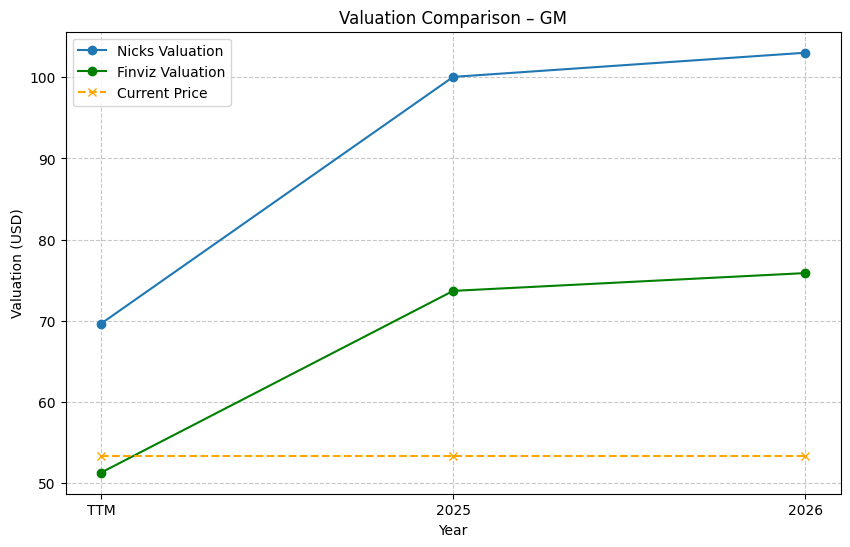 Valuation Comparison – GM
Nicks Valuation
Finviz Valuation
Current Price
Valuation (USD)
100
90
80
70
60
50
TTM
2025
2026
Year